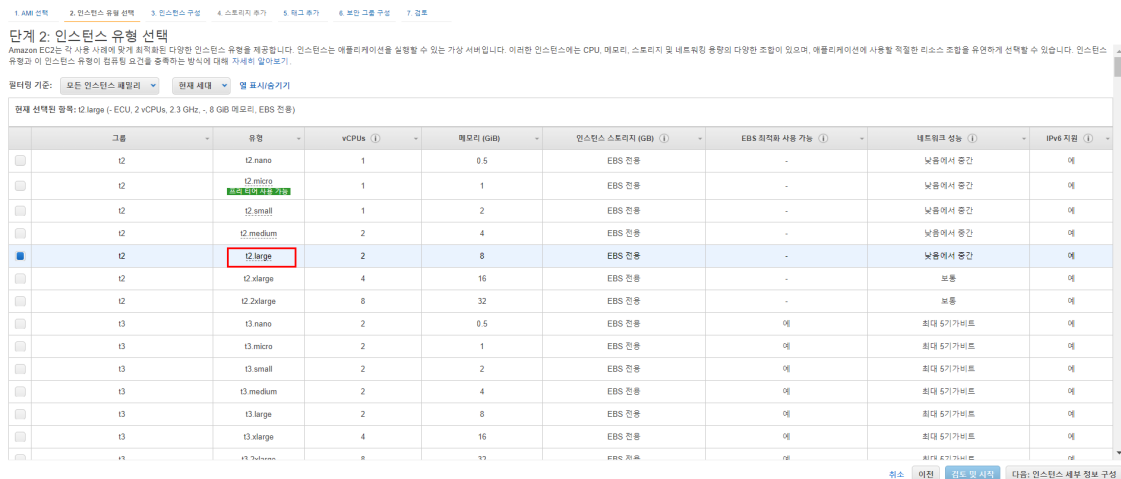 1. AMI 선택 2. 인스턴스 유형 선택 3. 인스턴스 구성 4. 스토리지 추가 5. 태그 추가 6. 보안 그룹 구성 7. 검토
단계 2: 인스턴스 유형 선택
Amazon EC2는 각 사용 사례에 맞게 최적화된 다양한 인스턴스 유형을 제공합니다. 인스턴스는 애플리케이션을 실행할 수 있는 가상 서버입니다. 이러한 인스턴스에는 CPU, 메모리, 스토리지 및 네트워킹 용량의 다양한 조합이 있으며, 애플리케이션에 사용할 적절한 리소스 조합을 유연하게 선택할 수 있습니다. 인스턴스
유형과 이 인스턴스 유형이 컴퓨팅 요건을 충족하는 방식에 대해 자세히 알아보기.
필터링 기준: 모든 인스턴스 패밀리 현재 세대 열 표시/숨기기
현재 선택된 항목: t2.large (- ECU, 2 vCPUs, 2.3 GHz, -, 8 GiB 메모리, EBS 전용)
그룹 유형 vCPUs 메모리 (GiB) 인스턴스 스토리지 (GB) EBS 최적화 사용 가능 네트워크 성능 IPv6 지원
t2 t2.nano 1 0.5 EBS 전용 - 낮음에서 중간 예
t2 t2.micro 1 1 EBS 전용 - 낮음에서 중간 예
프리 티어 사용 가능
t2 t2.small 1 2 EBS 전용 - 낮음에서 중간 예
t2 t2.medium 2 4 EBS 전용 - 낮음에서 중간 예
t2 t2.large 2 8 EBS 전용 - 낮음에서 중간 예
t2 t2.xlarge 4 16 EBS 전용 - 보통 예
t2 t2.2xlarge 8 32 EBS 전용 - 보통 예
t3 t3.nano 2 0.5 EBS 전용 예 최대 5기가비트 예
t3 t3.micro 2 1 EBS 전용 예 최대 5기가비트 예
t3 t3.small 2 2 EBS 전용 예 최대 5기가비트 예
t3 t3.medium 2 4 EBS 전용 예 최대 5기가비트 예
t3 t3.large 2 8 EBS 전용 예 최대 5기가비트 예
t3 t3.xlarge 4 16 EBS 전용 예 최대 5기가비트 예
t3 t3.2xlarge 8 32 EBS 전용 예 최대 5기가비트 예
취소 이전 검토 및 시작 다음: 인스턴스 세부 정보 구성